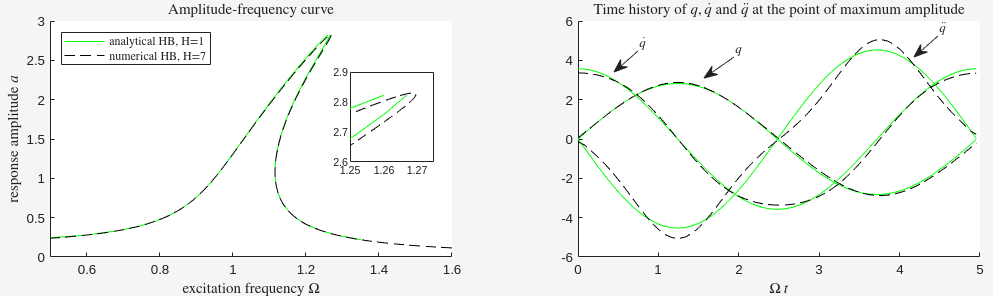 Amplitude-frequency curve
3
2.5
2
1.5
1
0.5
0
response amplitude a
analytical HB, H=1
numerical HB, H=7
2.9
2.8
2.7
2.6
1.25 1.26 1.27
0.6 0.8 1 1.2 1.4 1.6
excitation frequency Ω
Time history of q, q̇ and q̈ at the point of maximum amplitude
6
4
2
0
-2
-4
-6
q̇
q
q̈
0 1 2 3 4 5
Ω t